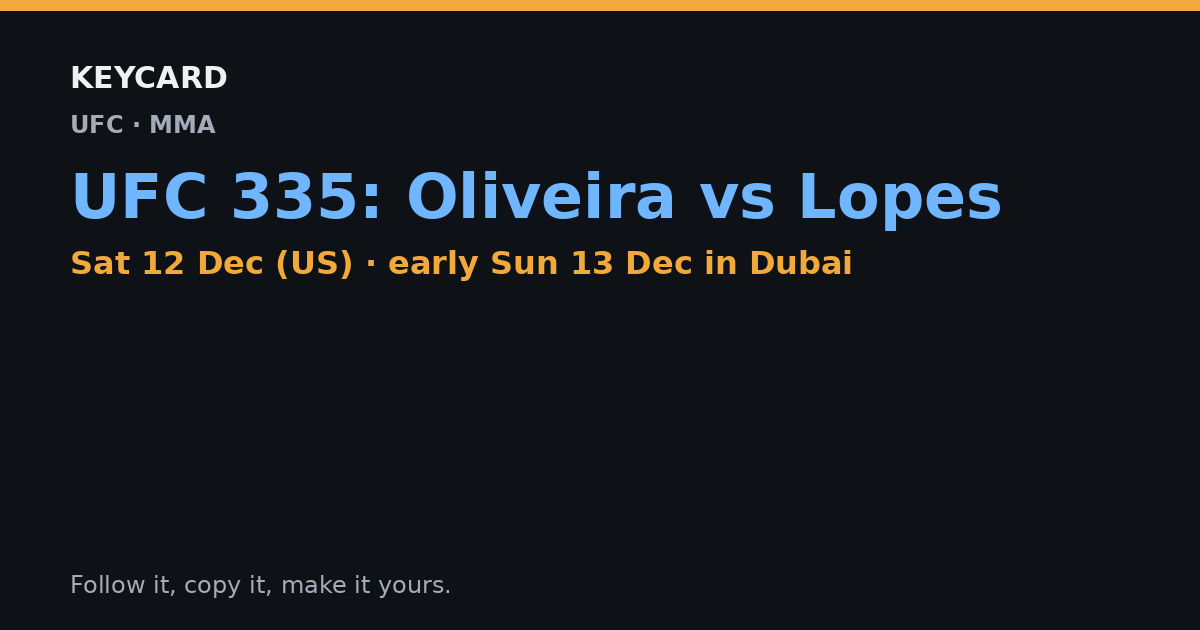 KEYCARD
UFC · MMA
UFC 335: Oliveira vs Lopes
Sat 12 Dec (US) · early Sun 13 Dec in Dubai
Follow it, copy it, make it yours.